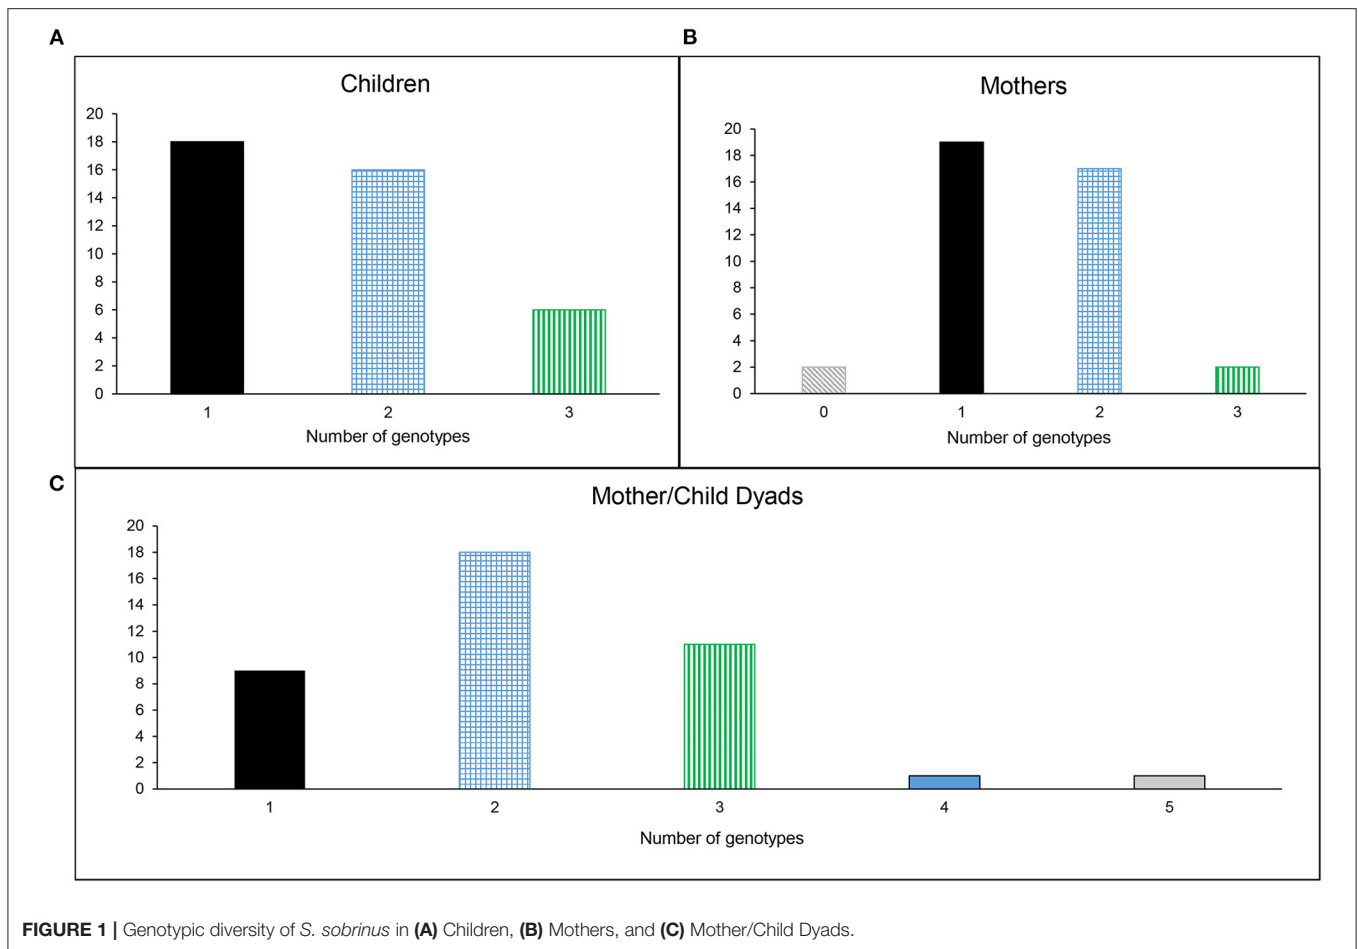 A
Children
20
18
16
14
12
10
8
6
4
2
0
1 2 3
Number of genotypes
B
Mothers
20
18
16
14
12
10
8
6
4
2
0
0 1 2 3
Number of genotypes
C
Mother/Child Dyads
20
18
16
14
12
10
8
6
4
2
0
1 2 3 4 5
Number of genotypes
FIGURE 1 | Genotypic diversity of S. sobrinus in (A) Children, (B) Mothers, and (C) Mother/Child Dyads.